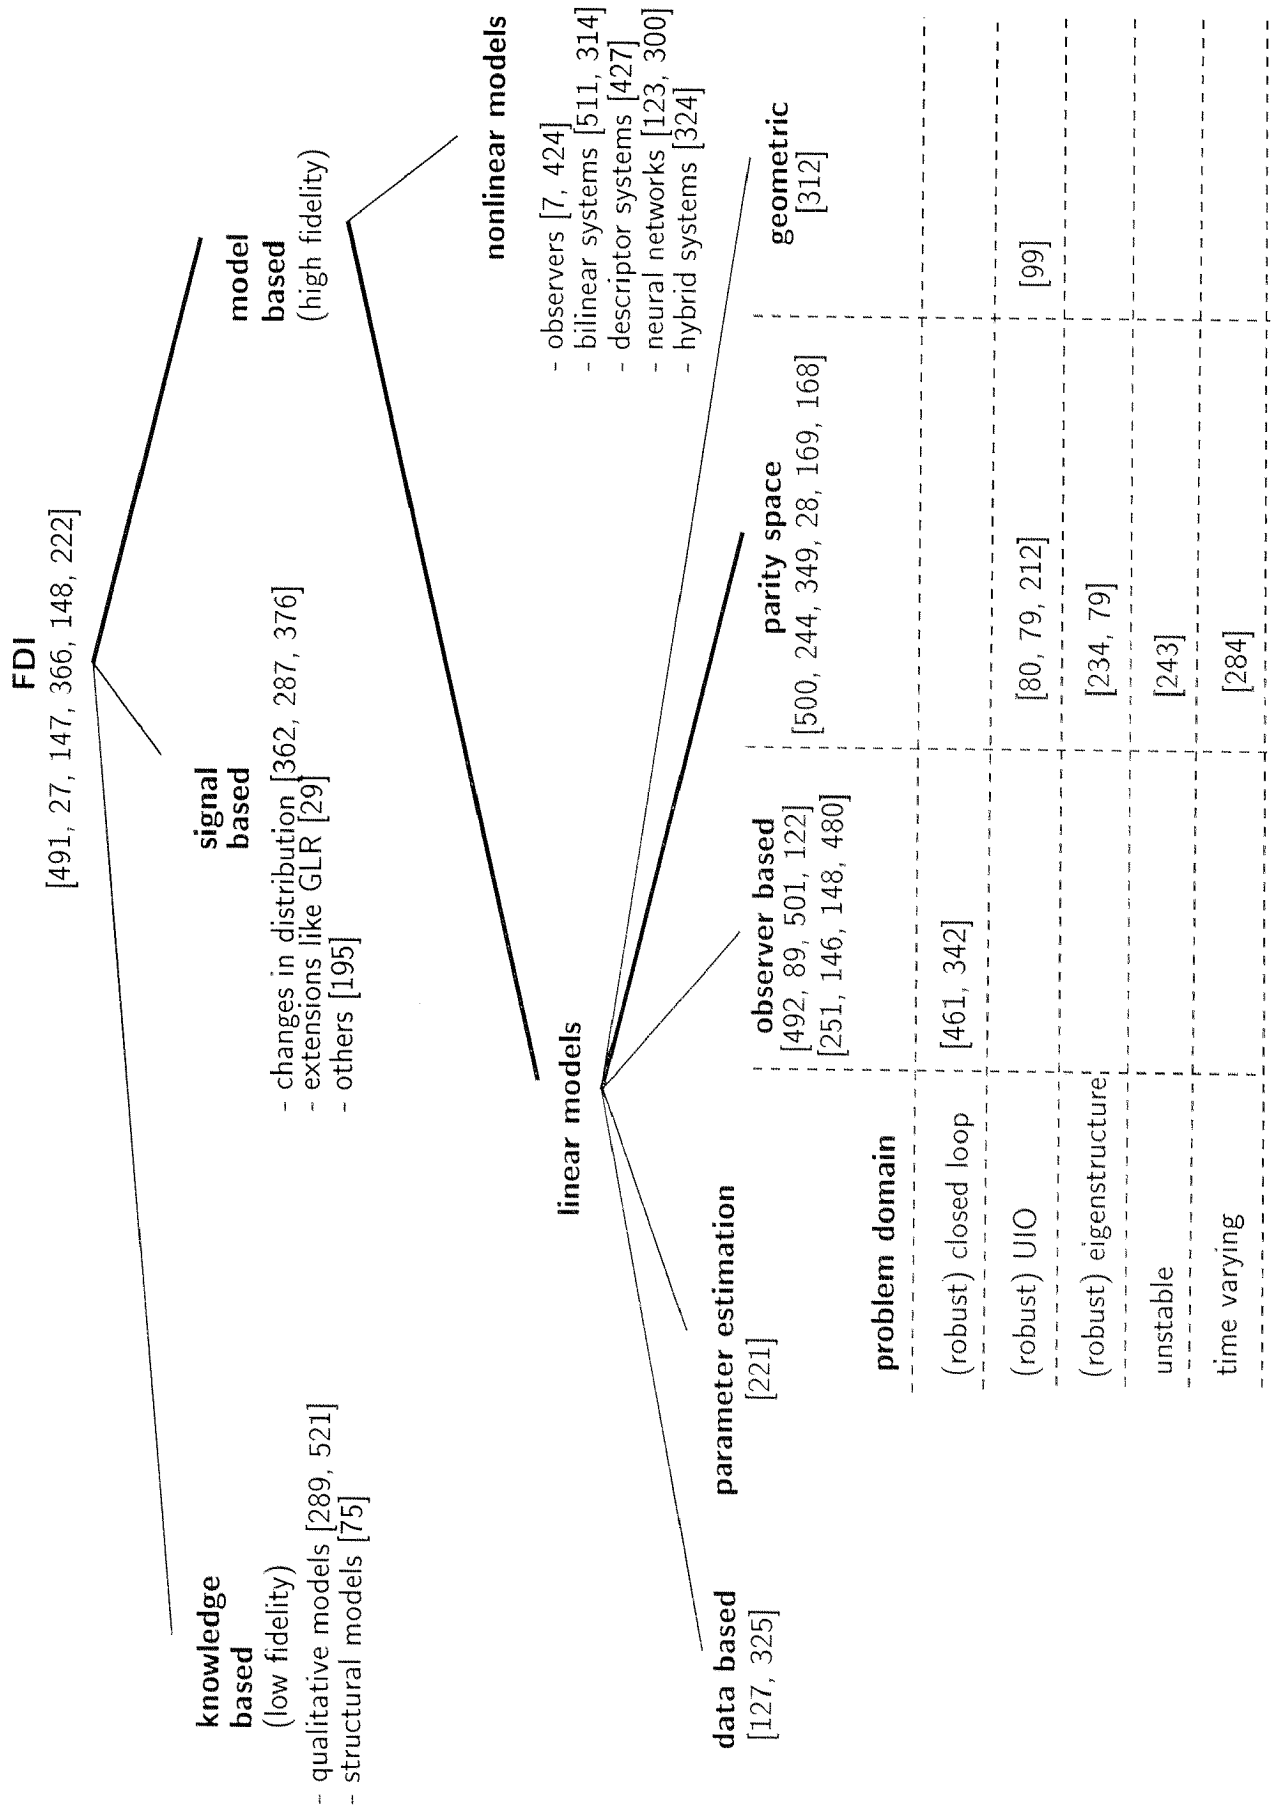 FDI
[491, 27, 147, 366, 148, 222]
knowledge
based
(low fidelity)
- qualitative models [289, 521]
- structural models [75]
signal
based
- changes in distribution [362, 287, 376]
- extensions like GLR [29]
- others [195]
model
based
(high fidelity)
linear models
nonlinear models
- observers [7, 424]
- bilinear systems [511, 314]
- descriptor systems [427]
- neural networks [123, 300]
- hybrid systems [324]
data based
[127, 325]
parameter estimation
[221]
observer based
[492, 89, 501, 122]
[251, 146, 148, 480]
parity space
[500, 244, 349, 28, 169, 168]
geometric
[312]
problem domain
(robust) closed loop [461, 342]
(robust) UIO [80, 79, 212] [99]
(robust) eigenstructure [234, 79]
unstable [243]
time varying [284]